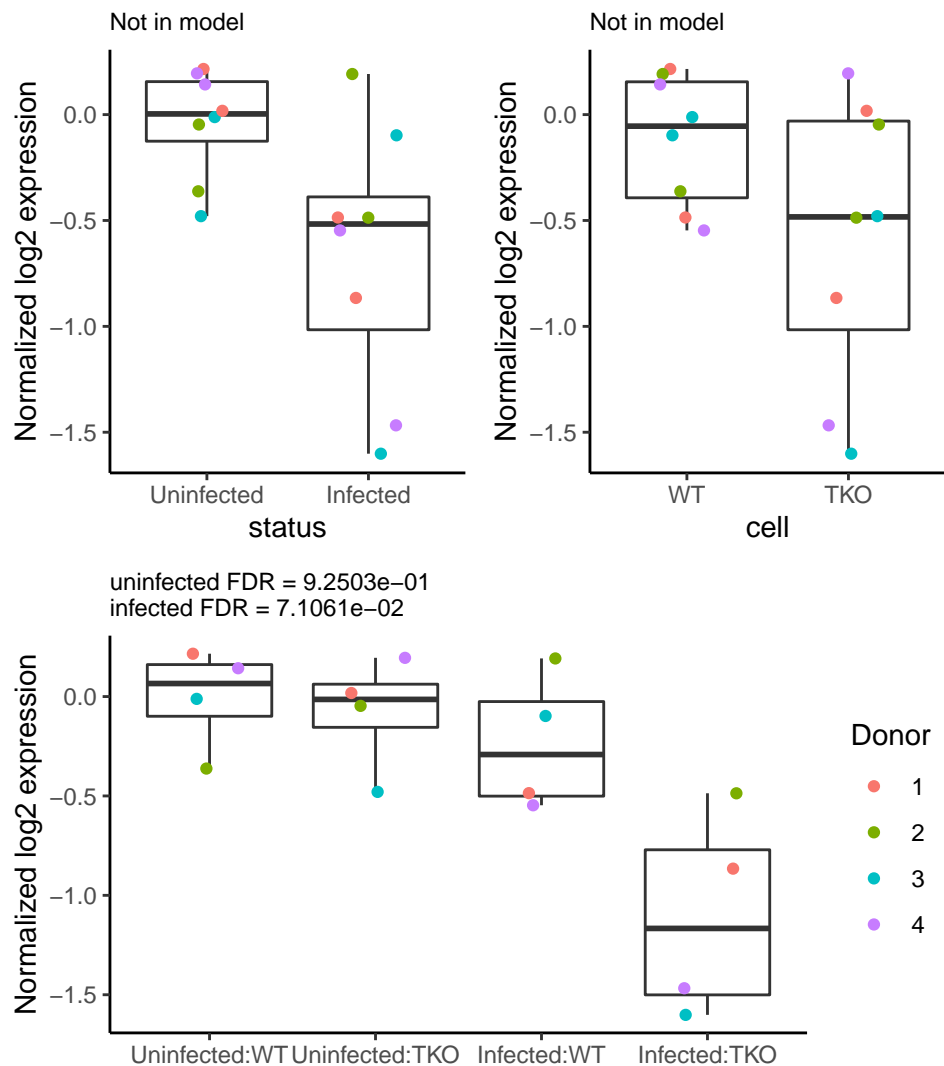 Not in model
Normalized log2 expression
0.0
−0.5
−1.0
−1.5
Uninfected
Infected
status
Not in model
Normalized log2 expression
0.0
−0.5
−1.0
−1.5
WT
TKO
cell
uninfected FDR = 9.2503e−01
infected FDR = 7.1061e−02
Normalized log2 expression
0.0
−0.5
−1.0
−1.5
Uninfected:WT
Uninfected:TKO
Infected:WT
Infected:TKO
Donor
1
2
3
4